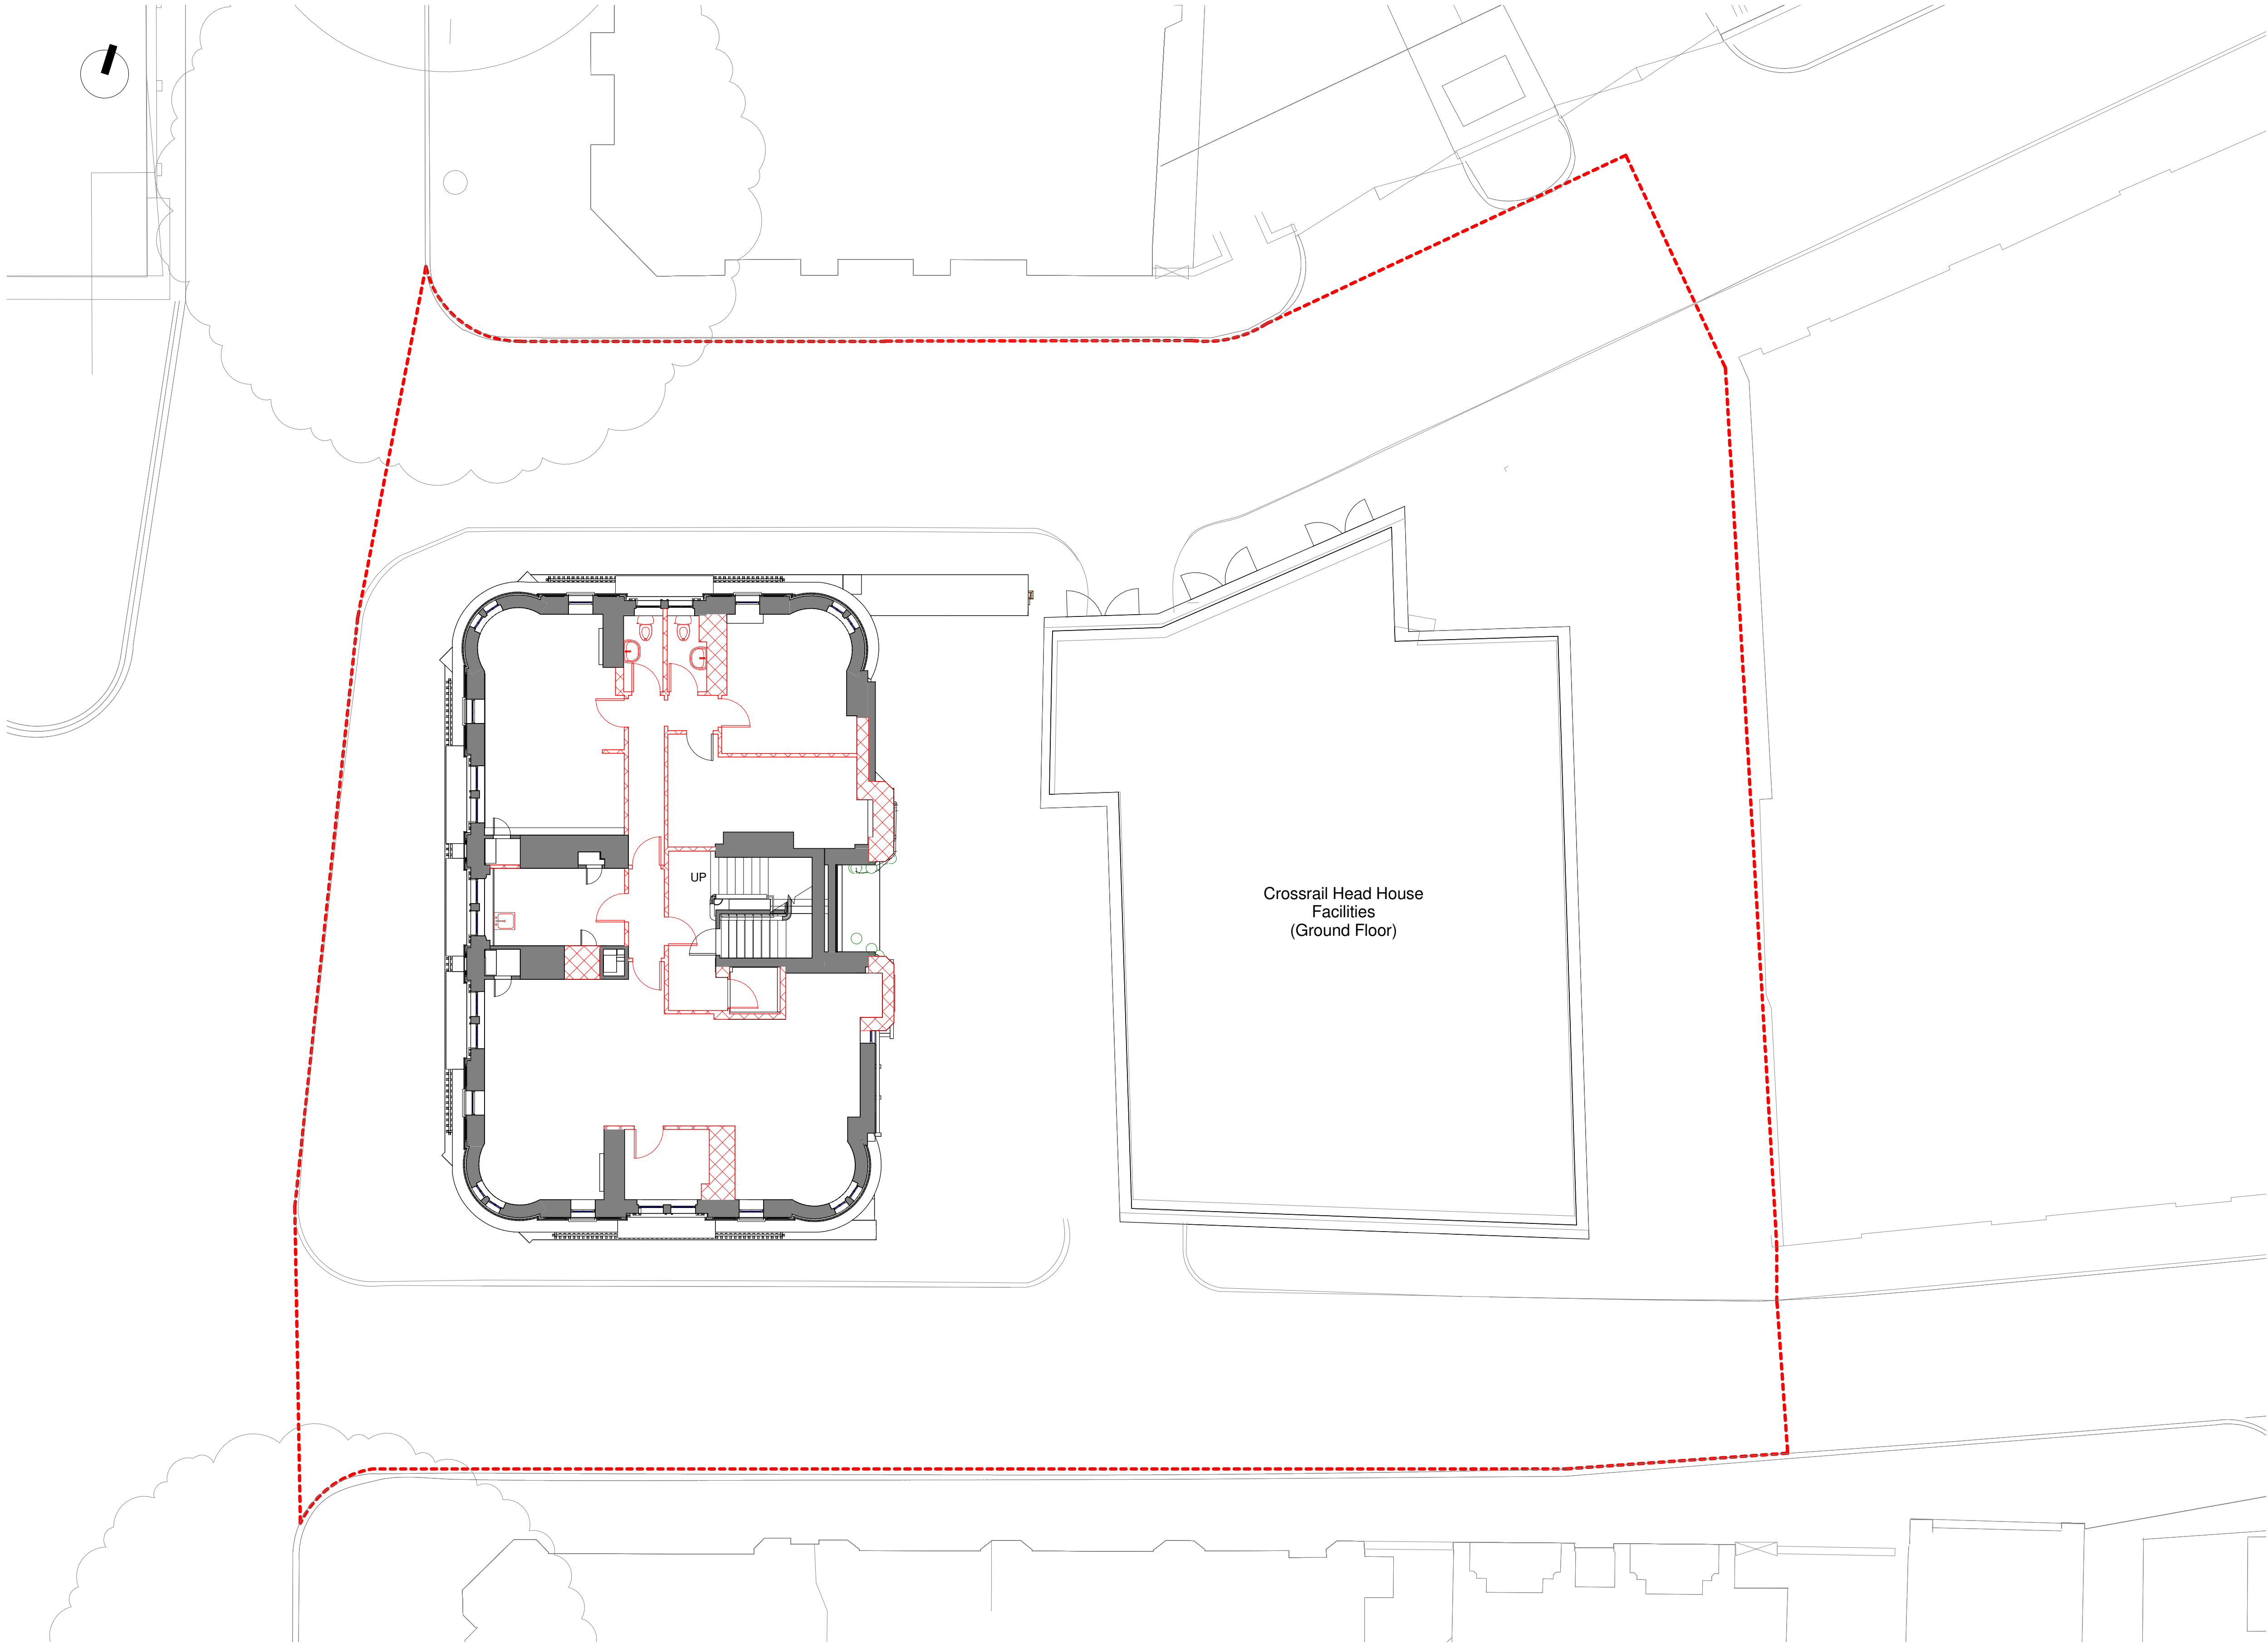 UP
Crossrail Head House
Facilities
(Ground Floor)